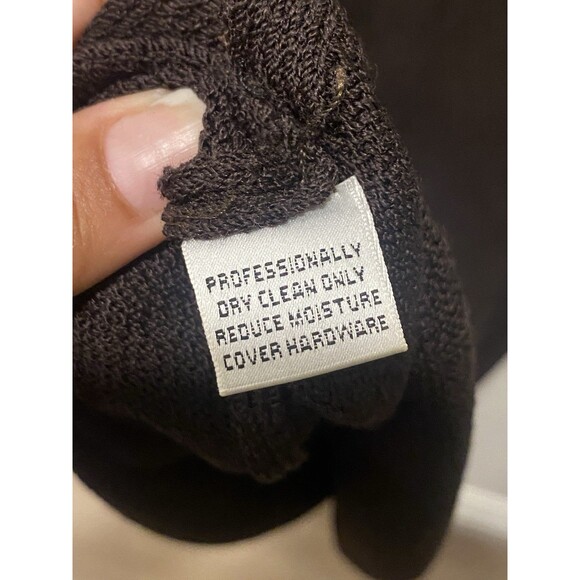 PROFESSIONALLY
DRY CLEAN ONLY
REDUCE MOISTURE
COVER HARDWARE